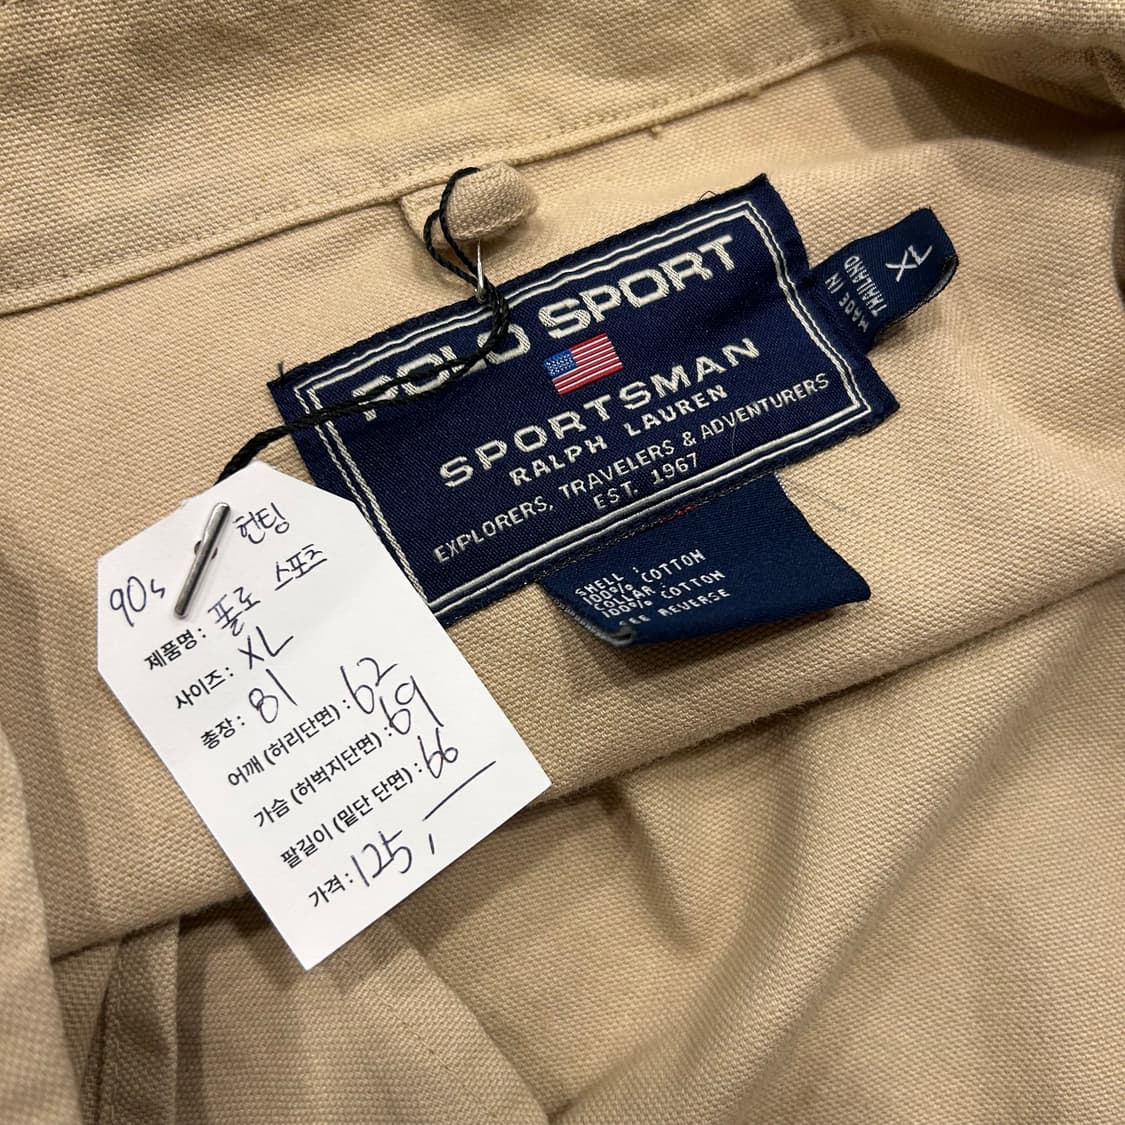 POLO SPORT
SPORTSMAN
RALPH LAUREN
EXPLORERS, TRAVELERS & ADVENTURERS
EST. 1967
XL
MADE IN
THAILAND
SHELL :
100% COTTON
COLLAR :
100% COTTON
SEE REVERSE
90s 헌팅
제품명 : 폴로 스포츠
사이즈 : XL
총장 : 81
어깨 (허리단면) : 62
가슴 (허벅지단면) : 69
팔길이 (밑단 단면) : 66
가격 : 125,